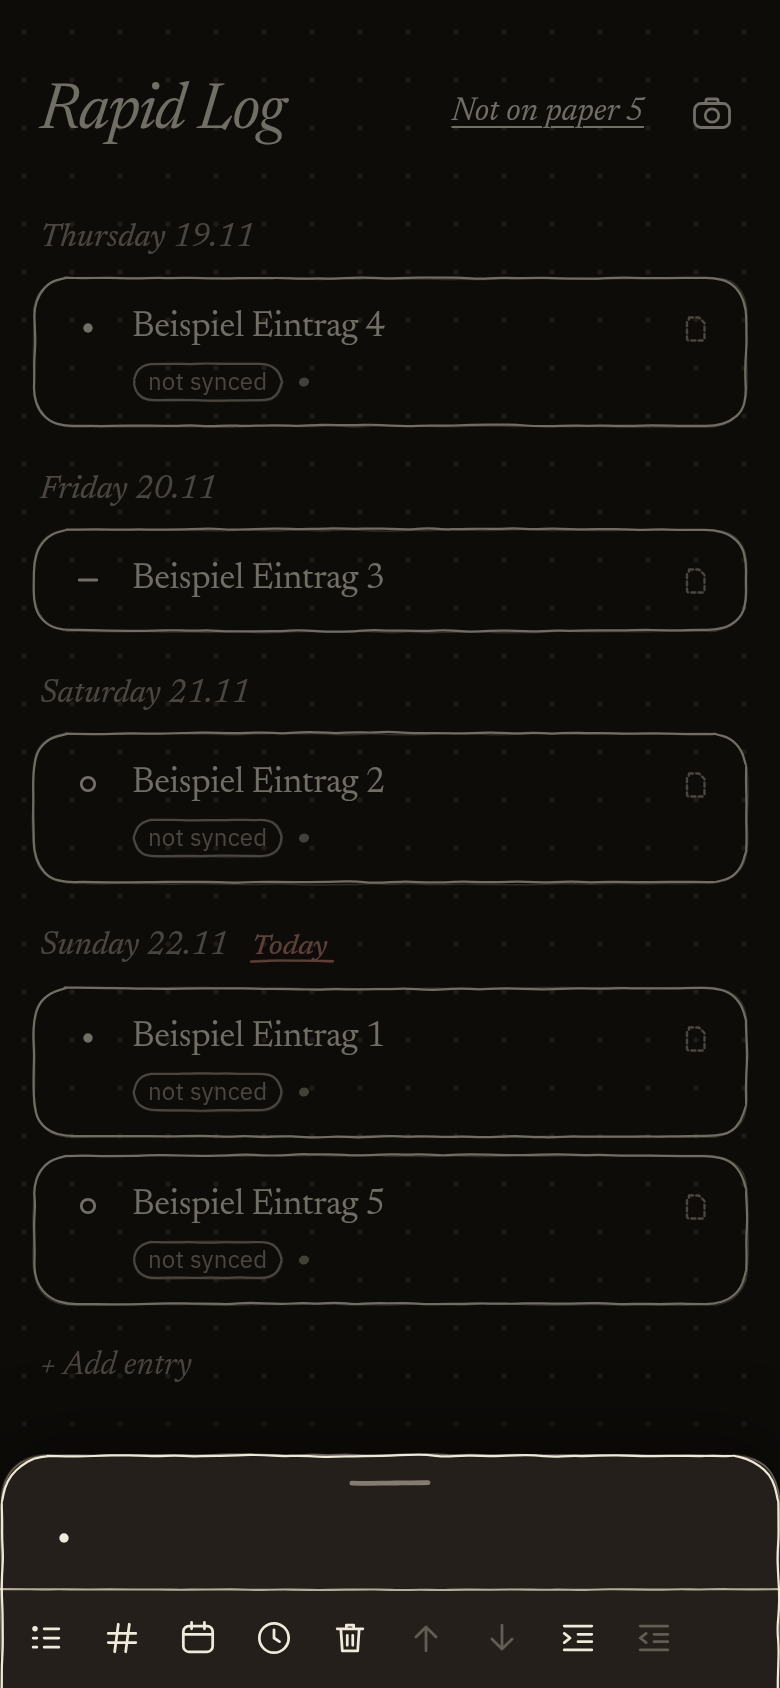 Rapid Log
Not on paper 5
Thursday 19.11
• Beispiel Eintrag 4
not synced •
Friday 20.11
– Beispiel Eintrag 3
Saturday 21.11
○ Beispiel Eintrag 2
not synced •
Sunday 22.11 Today
• Beispiel Eintrag 1
not synced •
○ Beispiel Eintrag 5
not synced •
+ Add entry
•